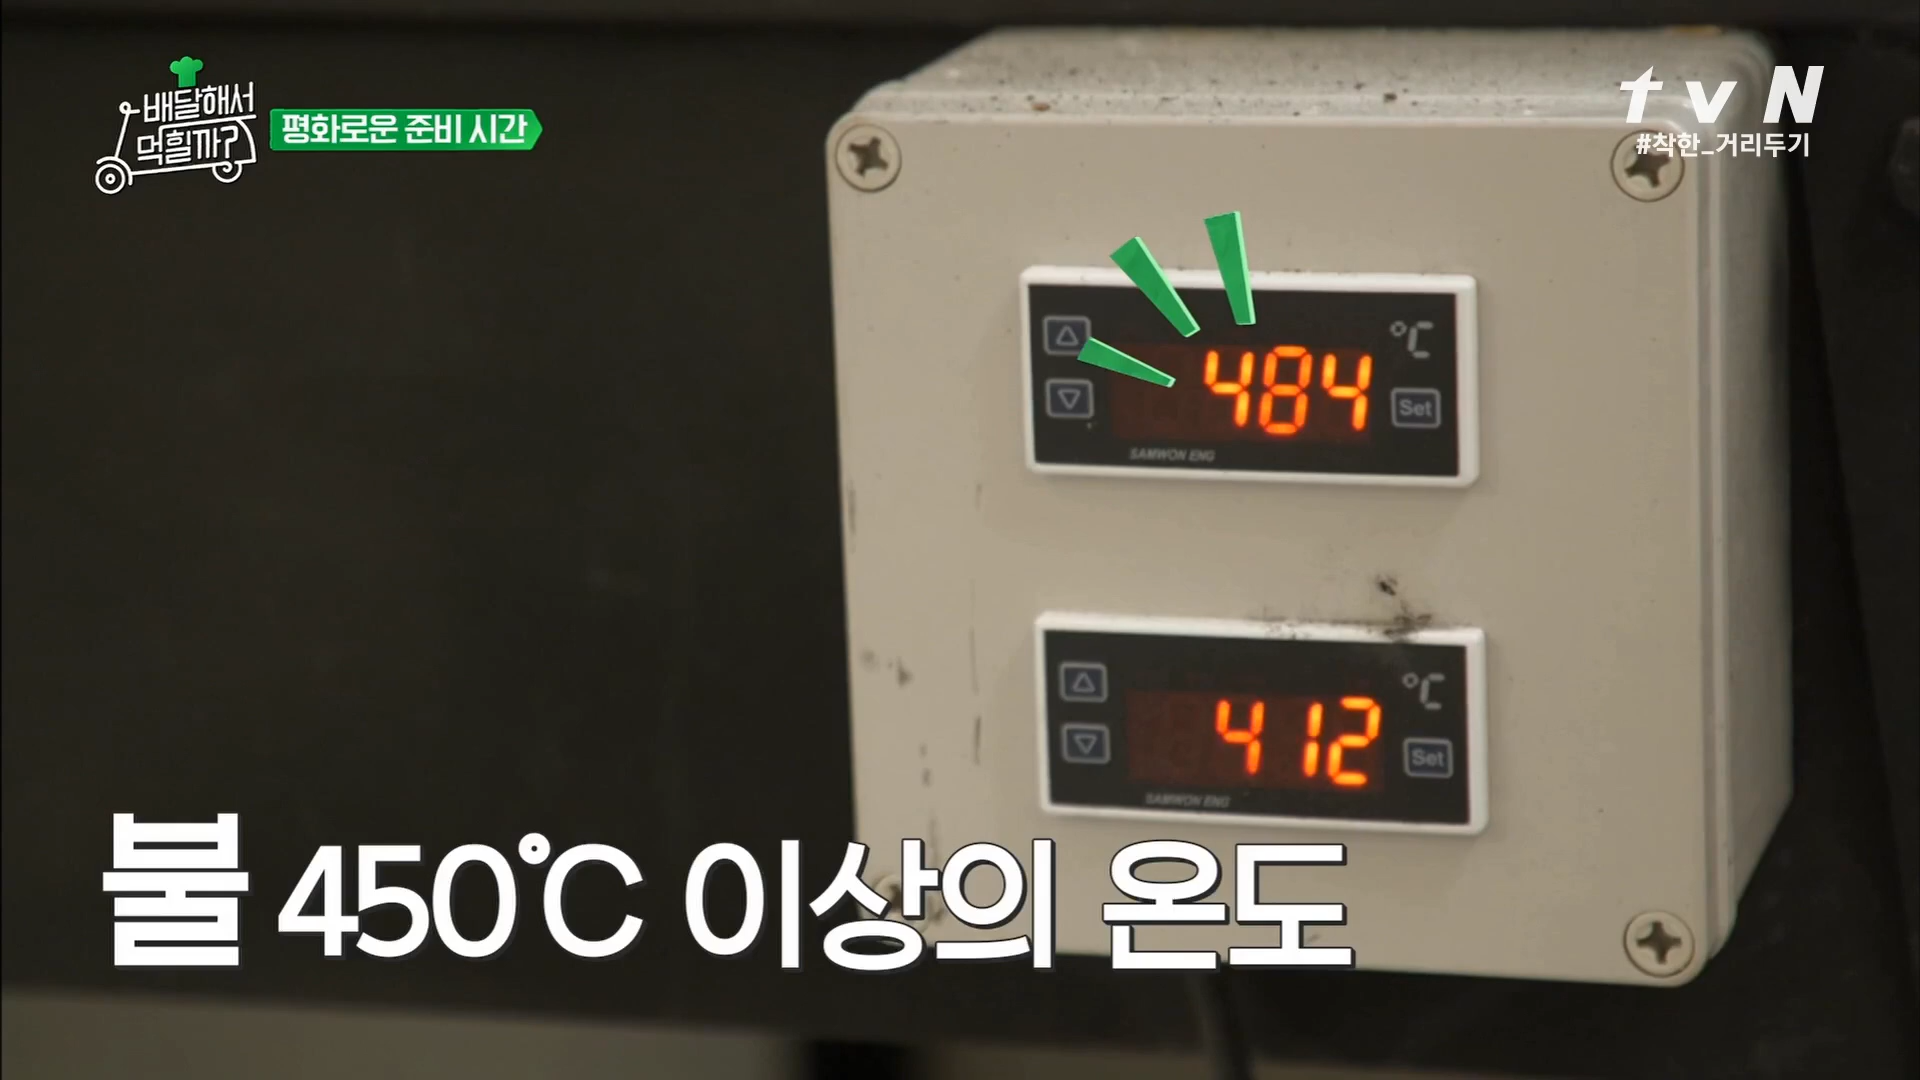 배달해서
먹힐까?
평화로운 준비 시간
tvN
#착한_거리두기
℃
484
Set
SAMWON ENG
℃
412
Set
SAMWON ENG
불 450℃ 이상의 온도